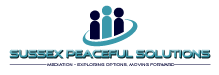 SUSSEX PEACEFUL SOLUTIONS
MEDIATION - EXPLORING OPTIONS, MOVING FORWARD